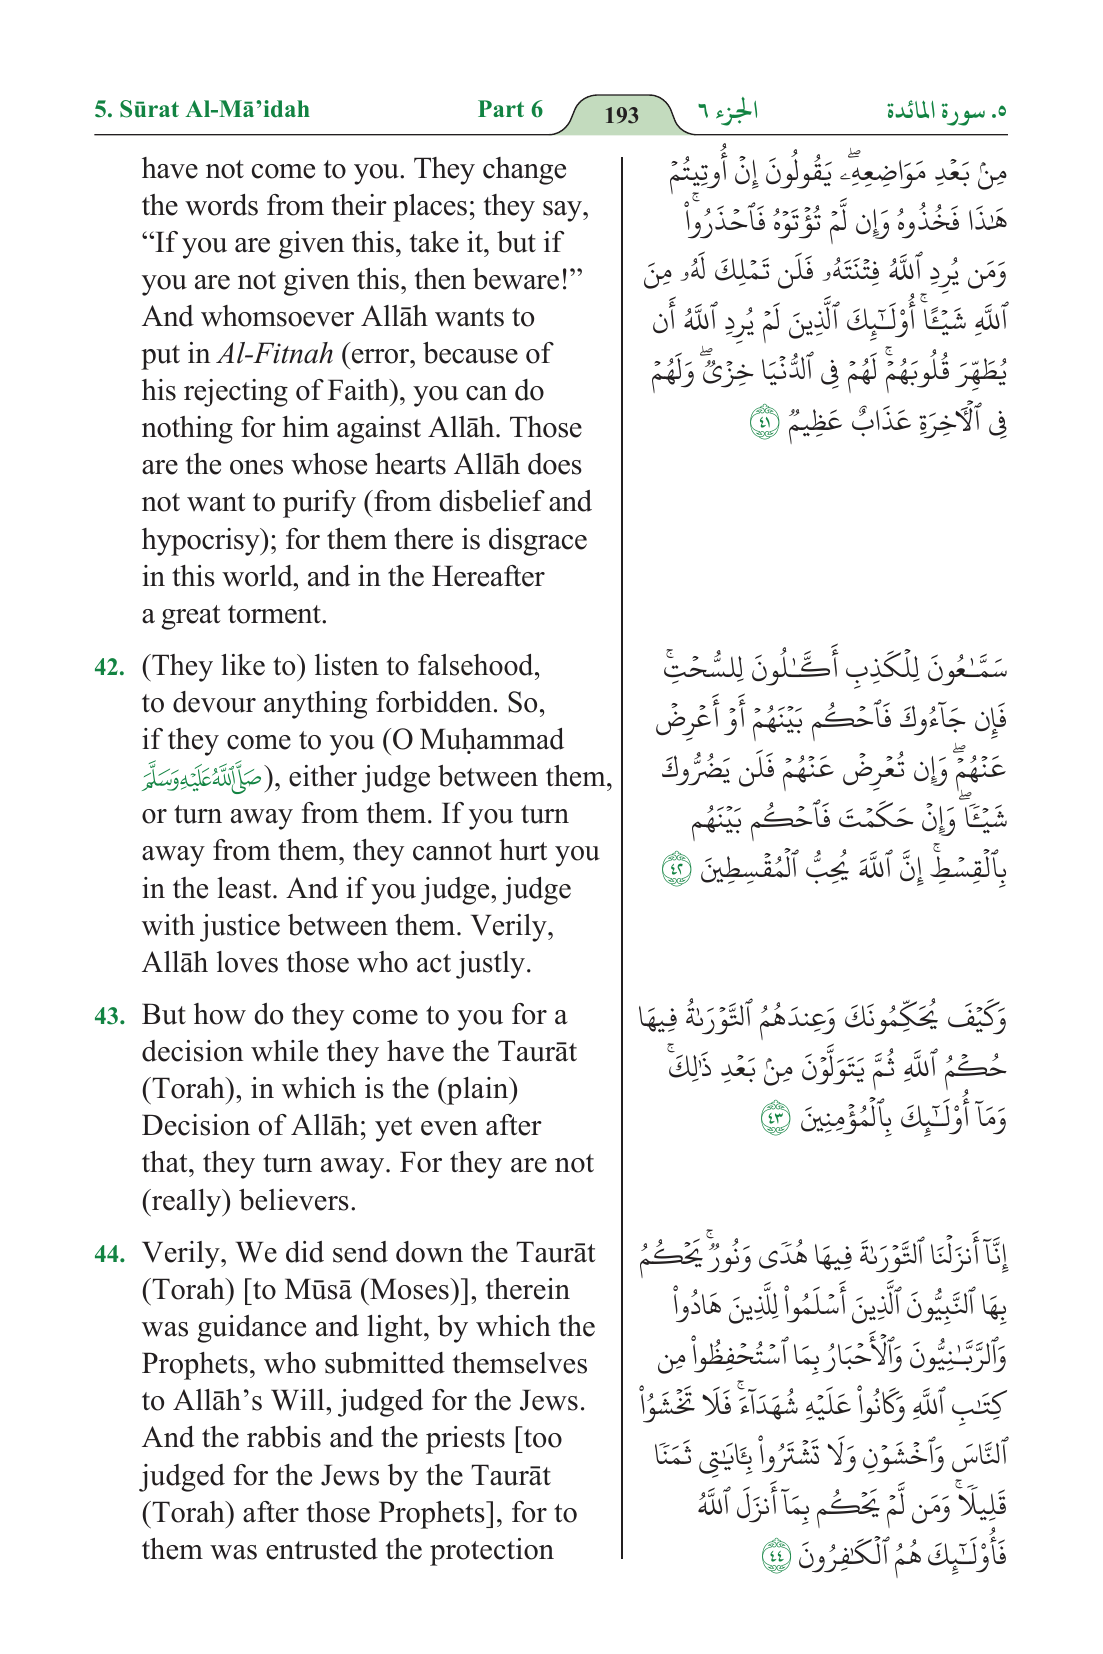 5. Sūrat Al-Mā’idah
Part 6
193
الجزء ٦
٥. سورة المائدة
have not come to you. They change
the words from their places; they say,
“If you are given this, take it, but if
you are not given this, then beware!”
And whomsoever Allāh wants to
put in Al-Fitnah (error, because of
his rejecting of Faith), you can do
nothing for him against Allāh. Those
are the ones whose hearts Allāh does
not want to purify (from disbelief and
hypocrisy); for them there is disgrace
in this world, and in the Hereafter
a great torment.
42. (They like to) listen to falsehood,
to devour anything forbidden. So,
if they come to you (O Muḥammad
صَلَّى اللَّهُ عَلَيْهِ وَسَلَّمَ), either judge between them,
or turn away from them. If you turn
away from them, they cannot hurt you
in the least. And if you judge, judge
with justice between them. Verily,
Allāh loves those who act justly.
43. But how do they come to you for a
decision while they have the Taurāt
(Torah), in which is the (plain)
Decision of Allāh; yet even after
that, they turn away. For they are not
(really) believers.
44. Verily, We did send down the Taurāt
(Torah) [to Mūsā (Moses)], therein
was guidance and light, by which the
Prophets, who submitted themselves
to Allāh’s Will, judged for the Jews.
And the rabbis and the priests [too
judged for the Jews by the Taurāt
(Torah) after those Prophets], for to
them was entrusted the protection
مِنۢ بَعْدِ مَوَاضِعِهِۦۖ يَقُولُونَ إِنْ أُوتِيتُمْ
هَٰذَا فَخُذُوهُ وَإِن لَّمْ تُؤْتَوْهُ فَٱحْذَرُوا۟ۚ
وَمَن يُرِدِ ٱللَّهُ فِتْنَتَهُۥ فَلَن تَمْلِكَ لَهُۥ مِنَ
ٱللَّهِ شَيْـًٔاۚ أُو۟لَٰٓئِكَ ٱلَّذِينَ لَمْ يُرِدِ ٱللَّهُ أَن
يُطَهِّرَ قُلُوبَهُمْۚ لَهُمْ فِى ٱلدُّنْيَا خِزْىٌۖ وَلَهُمْ
فِى ٱلْءَاخِرَةِ عَذَابٌ عَظِيمٌ ٤١
سَمَّٰعُونَ لِلْكَذِبِ أَكَّٰلُونَ لِلسُّحْتِۚ
فَإِن جَآءُوكَ فَٱحْكُم بَيْنَهُمْ أَوْ أَعْرِضْ
عَنْهُمْۖ وَإِن تُعْرِضْ عَنْهُمْ فَلَن يَضُرُّوكَ
شَيْـًٔاۖ وَإِنْ حَكَمْتَ فَٱحْكُم بَيْنَهُم
بِٱلْقِسْطِۚ إِنَّ ٱللَّهَ يُحِبُّ ٱلْمُقْسِطِينَ ٤٢
وَكَيْفَ يُحَكِّمُونَكَ وَعِندَهُمُ ٱلتَّوْرَىٰةُ فِيهَا
حُكْمُ ٱللَّهِ ثُمَّ يَتَوَلَّوْنَ مِنۢ بَعْدِ ذَٰلِكَۚ
وَمَآ أُو۟لَٰٓئِكَ بِٱلْمُؤْمِنِينَ ٤٣
إِنَّآ أَنزَلْنَا ٱلتَّوْرَىٰةَ فِيهَا هُدًى وَنُورٌۚ يَحْكُمُ
بِهَا ٱلنَّبِيُّونَ ٱلَّذِينَ أَسْلَمُوا۟ لِلَّذِينَ هَادُوا۟
وَٱلرَّبَّٰنِيُّونَ وَٱلْأَحْبَارُ بِمَا ٱسْتُحْفِظُوا۟ مِن
كِتَٰبِ ٱللَّهِ وَكَانُوا۟ عَلَيْهِ شُهَدَآءَۚ فَلَا تَخْشَوُا۟
ٱلنَّاسَ وَٱخْشَوْنِ وَلَا تَشْتَرُوا۟ بِـَٔايَٰتِى ثَمَنًا
قَلِيلًاۚ وَمَن لَّمْ يَحْكُم بِمَآ أَنزَلَ ٱللَّهُ
فَأُو۟لَٰٓئِكَ هُمُ ٱلْكَٰفِرُونَ ٤٤